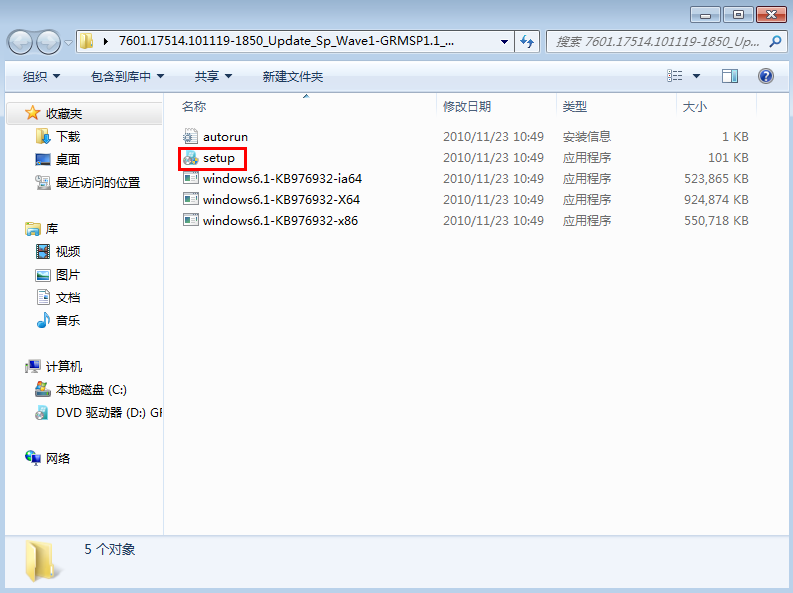 7601.17514.101119-1850_Update_Sp_Wave1-GRMSP1.1_...
搜索 7601.17514.101119-1850_Up...
组织 包含到库中 共享 新建文件夹
名称 修改日期 类型 大小
收藏夹
下载
桌面
最近访问的位置
库
视频
图片
文档
音乐
计算机
本地磁盘 (C:)
DVD 驱动器 (D:) GF
网络
autorun 2010/11/23 10:49 安装信息 1 KB
setup 2010/11/23 10:49 应用程序 101 KB
windows6.1-KB976932-ia64 2010/11/23 10:49 应用程序 523,865 KB
windows6.1-KB976932-X64 2010/11/23 10:49 应用程序 924,874 KB
windows6.1-KB976932-x86 2010/11/23 10:49 应用程序 550,718 KB
5 个对象